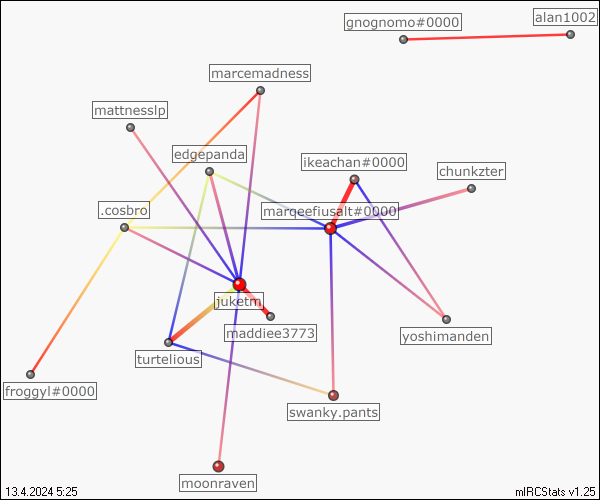 alan1002
gnognomo#0000
marcemadness
mattnesslp
edgepanda
ikeachan#0000
chunkzter
.cosbro
marqeefiusalt#0000
juketm
maddiee3773
yoshimanden
turtelious
froggyl#0000
swanky.pants
moonraven
13.4.2024 5:25
mIRCStats v1.25